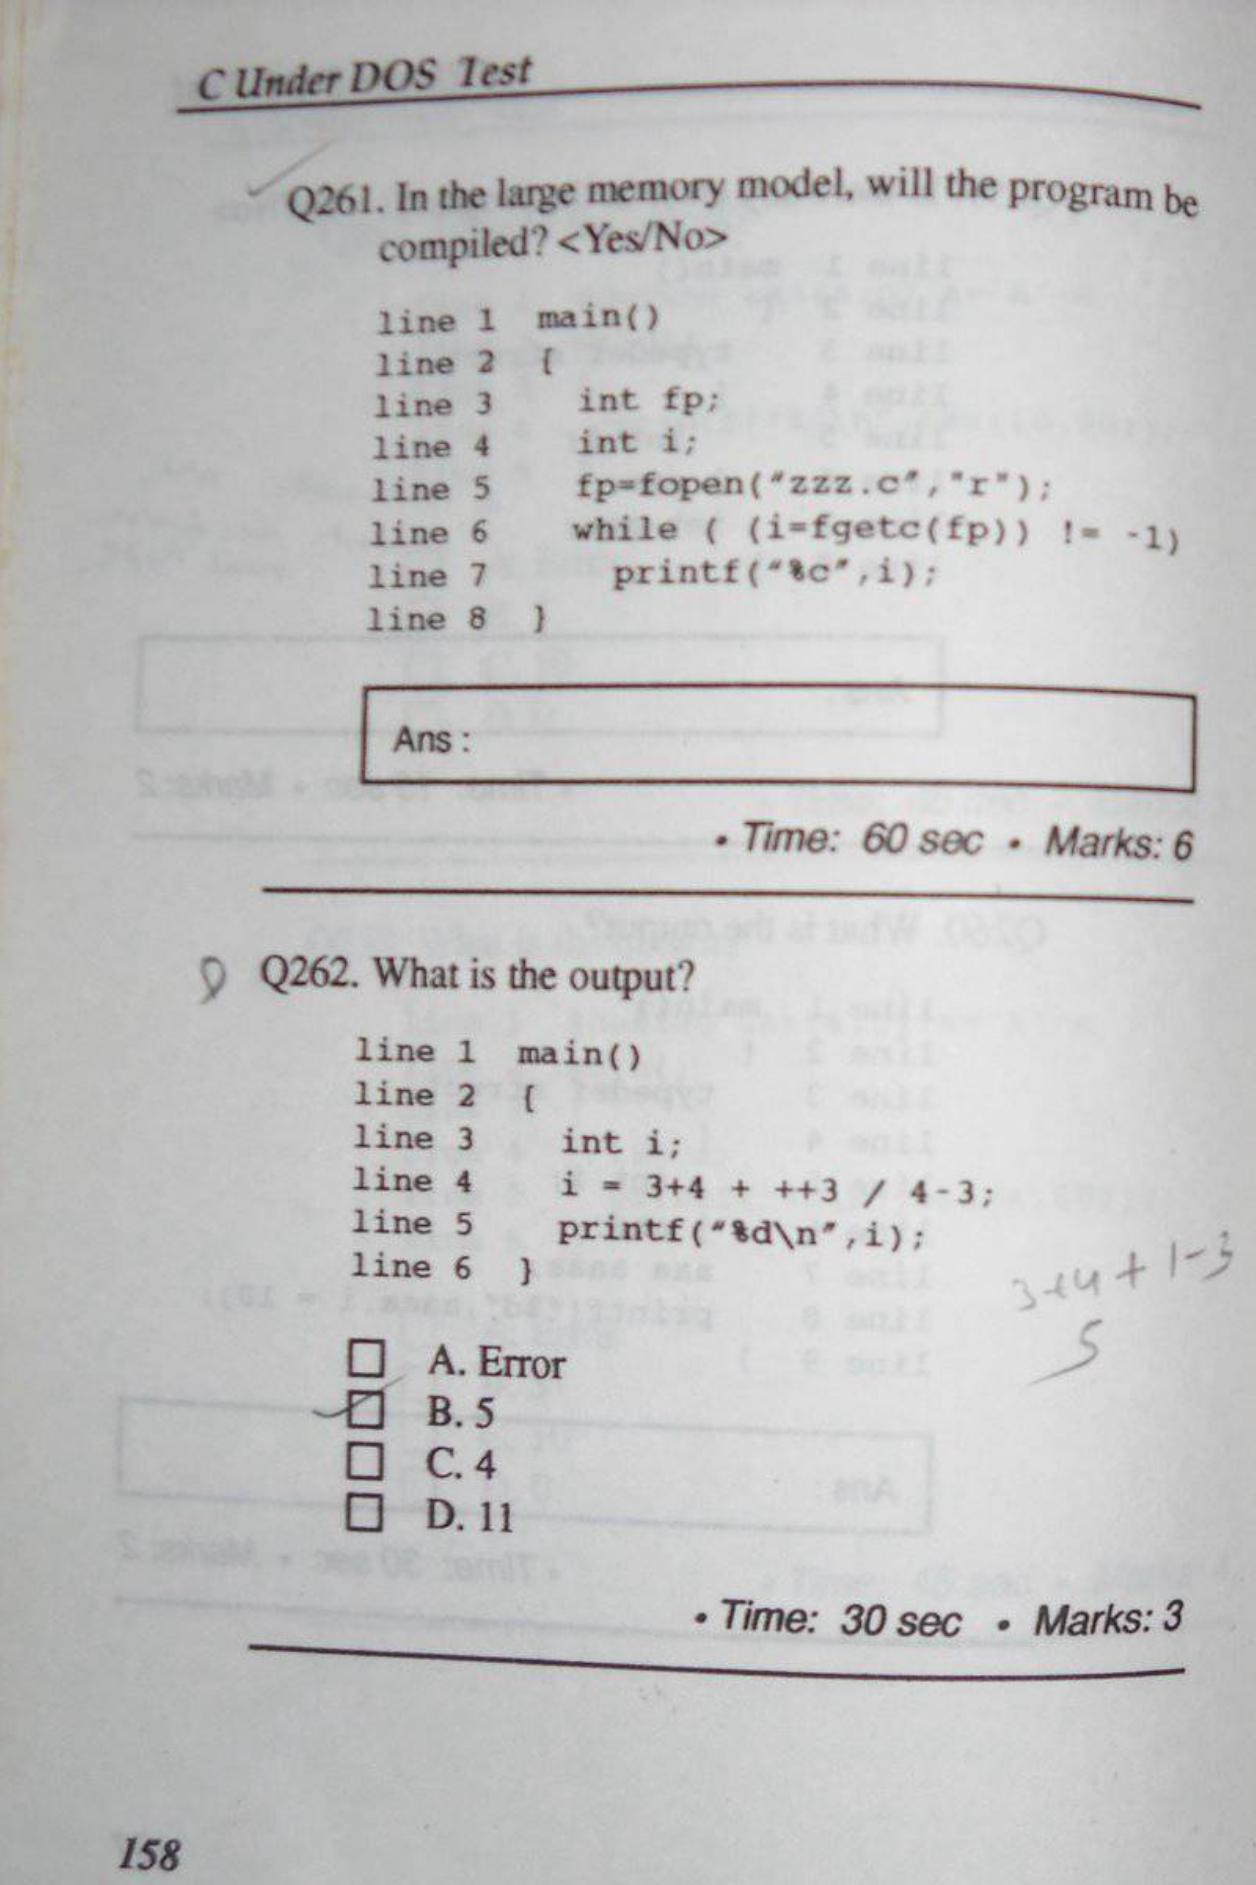 C Under DOS Test
Q261. In the large memory model, will the program be
compiled? <Yes/No>
line 1 main()
line 2 {
line 3 int fp;
line 4 int i;
line 5 fp=fopen("zzz.c","r");
line 6 while ( (i=fgetc(fp)) != -1)
line 7 printf("%c",i);
line 8 }
Ans :
• Time: 60 sec • Marks: 6
Q262. What is the output?
line 1 main()
line 2 {
line 3 int i;
line 4 i = 3+4 + ++3 / 4-3;
line 5 printf("%d\n",i);
line 6 }
3+4+1-3
5
A. Error
B. 5
C. 4
D. 11
• Time: 30 sec • Marks: 3
158